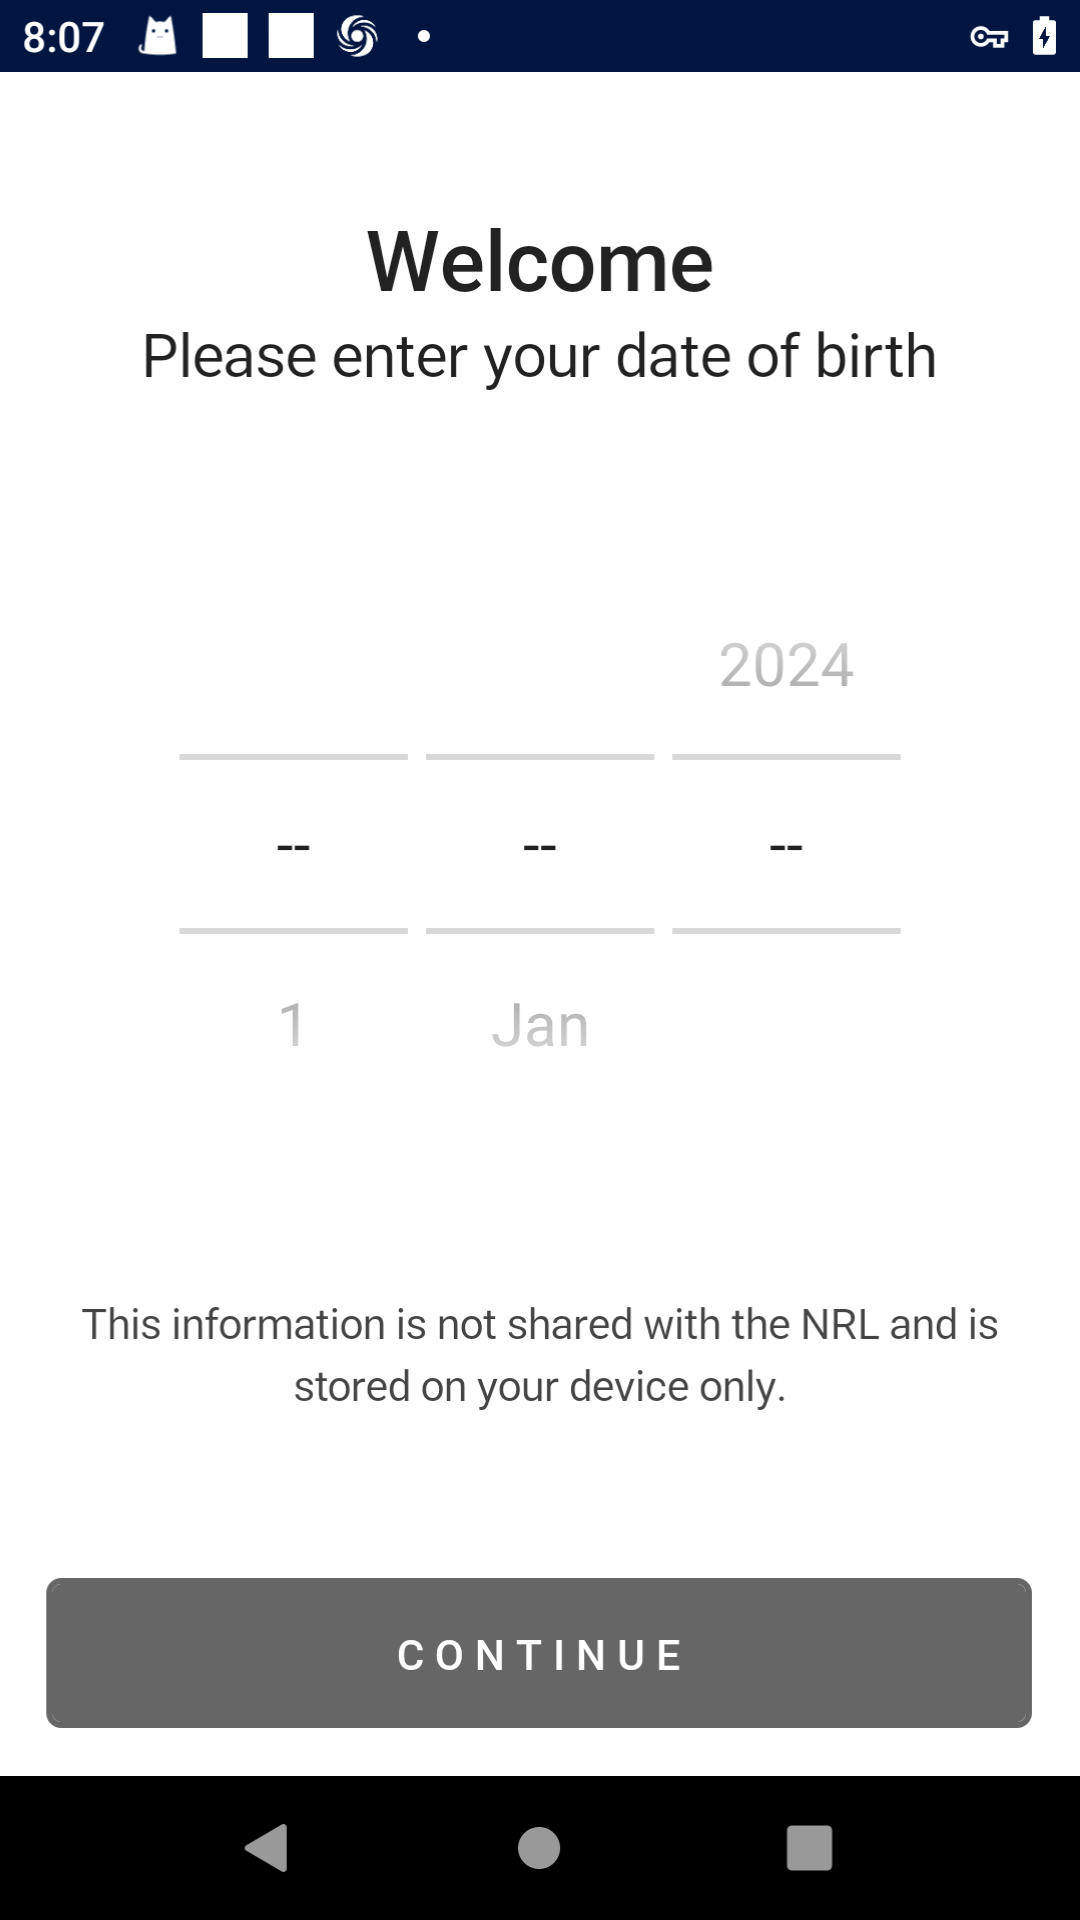 8:07
Welcome
Please enter your date of birth
2024
-- -- --
1 Jan
This information is not shared with the NRL and is
stored on your device only.
CONTINUE